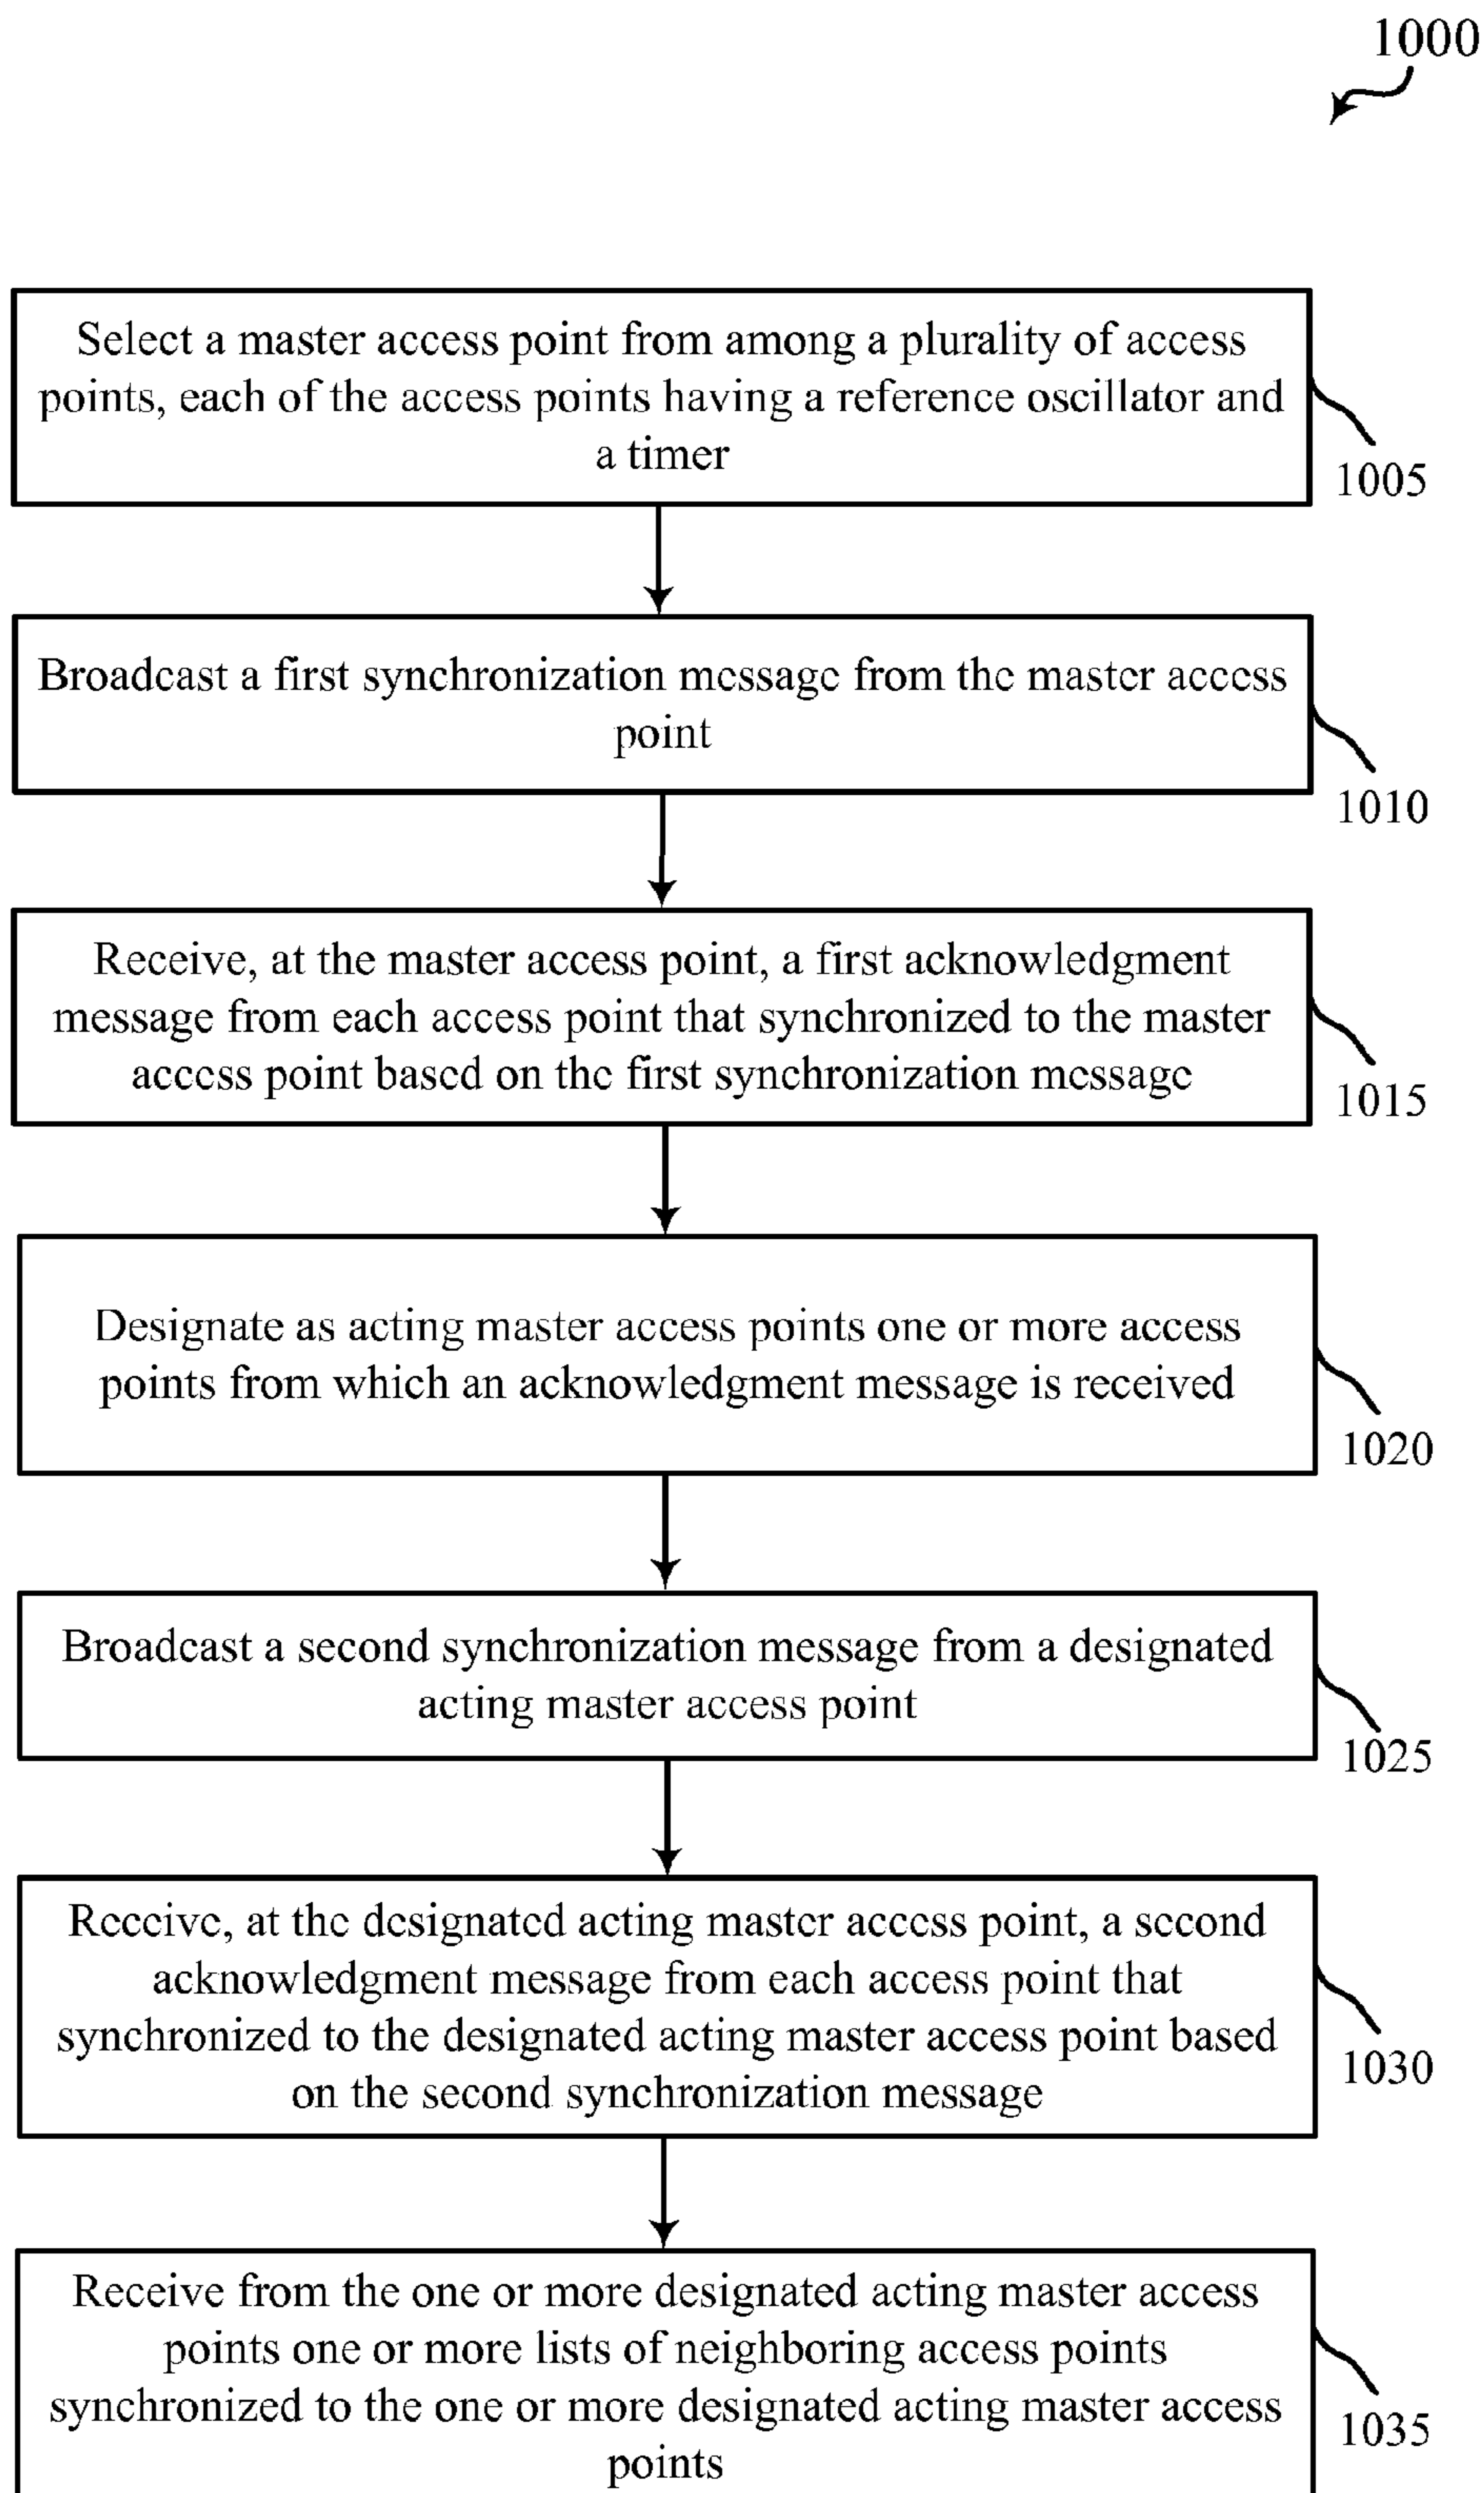 1000
Select a master access point from among a plurality of access
points, each of the access points having a reference oscillator and
a timer
1005
Broadcast a first synchronization message from the master access
point
1010
Receive, at the master access point, a first acknowledgment
message from each access point that synchronized to the master
access point based on the first synchronization message
1015
Designate as acting master access points one or more access
points from which an acknowledgment message is received
1020
Broadcast a second synchronization message from a designated
acting master access point
1025
Receive, at the designated acting master access point, a second
acknowledgment message from each access point that
synchronized to the designated acting master access point based
on the second synchronization message
1030
Receive from the one or more designated acting master access
points one or more lists of neighboring access points
synchronized to the one or more designated acting master access
points
1035